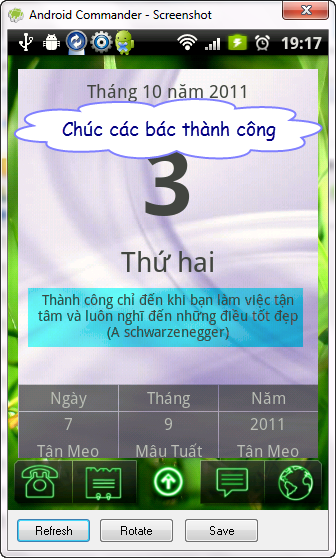 Android Commander - Screenshot
19:17
Tháng 10 năm 2011
Chúc các bác thành công
3
Thứ hai
Thành công chỉ đến khi bạn làm việc tận
tâm và luôn nghĩ đến những điều tốt đẹp
(A schwarzenegger)
Ngày Tháng Năm
7 9 2011
Tân Mẹo Mậu Tuất Tân Mẹo
Refresh Rotate Save